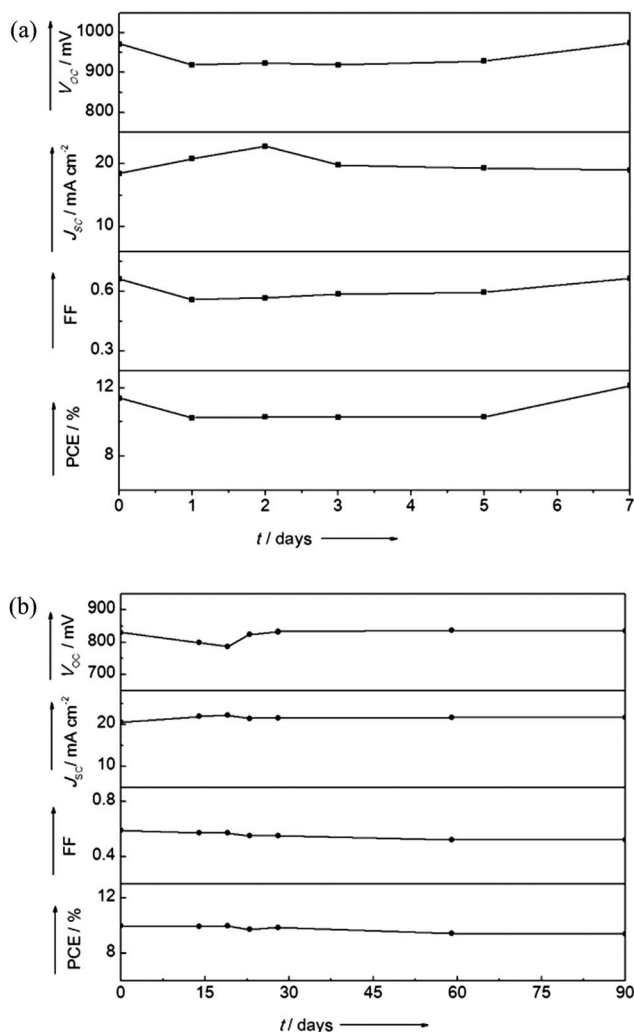 (a)
1000
900
800
V_OC / mV
20
10
J_SC / mA cm⁻²
0.6
0.3
FF
12
8
PCE / %
0 1 2 3 4 5 6 7
t / days
(b)
900
800
700
V_OC / mV
20
10
J_SC / mA cm⁻²
0.8
0.4
FF
12
8
PCE / %
0 15 30 45 60 75 90
t / days